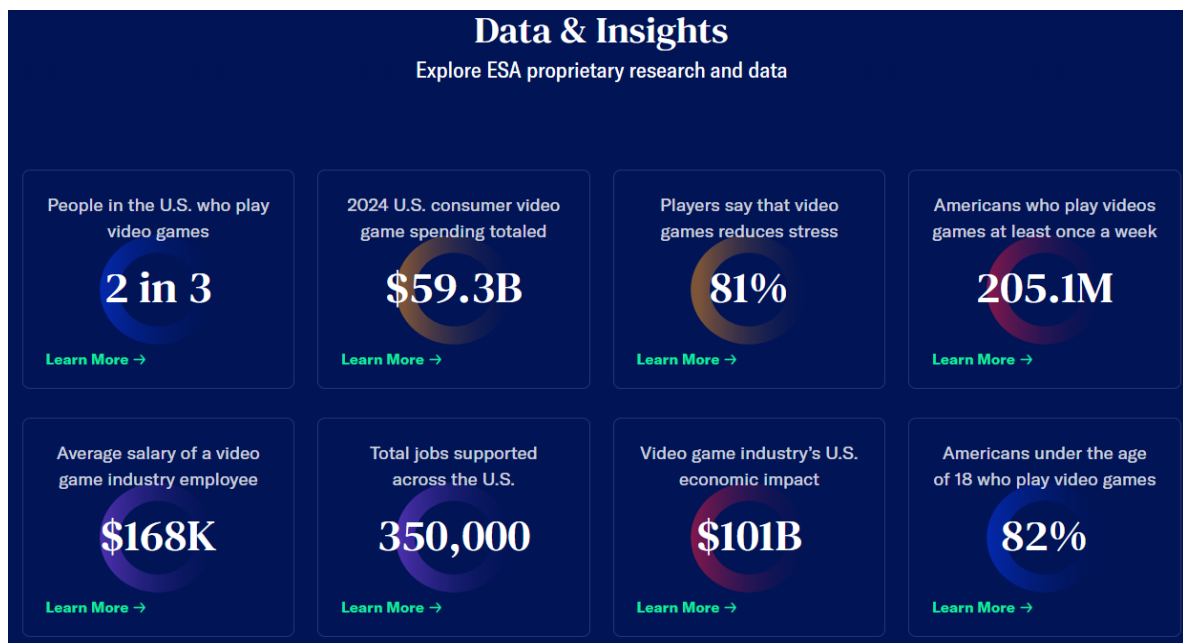 Data & Insights
Explore ESA proprietary research and data
People in the U.S. who play
video games
2 in 3
Learn More →
2024 U.S. consumer video
game spending totaled
$59.3B
Learn More →
Players say that video
games reduces stress
81%
Learn More →
Americans who play videos
games at least once a week
205.1M
Learn More →
Average salary of a video
game industry employee
$168K
Learn More →
Total jobs supported
across the U.S.
350,000
Learn More →
Video game industry’s U.S.
economic impact
$101B
Learn More →
Americans under the age
of 18 who play video games
82%
Learn More →